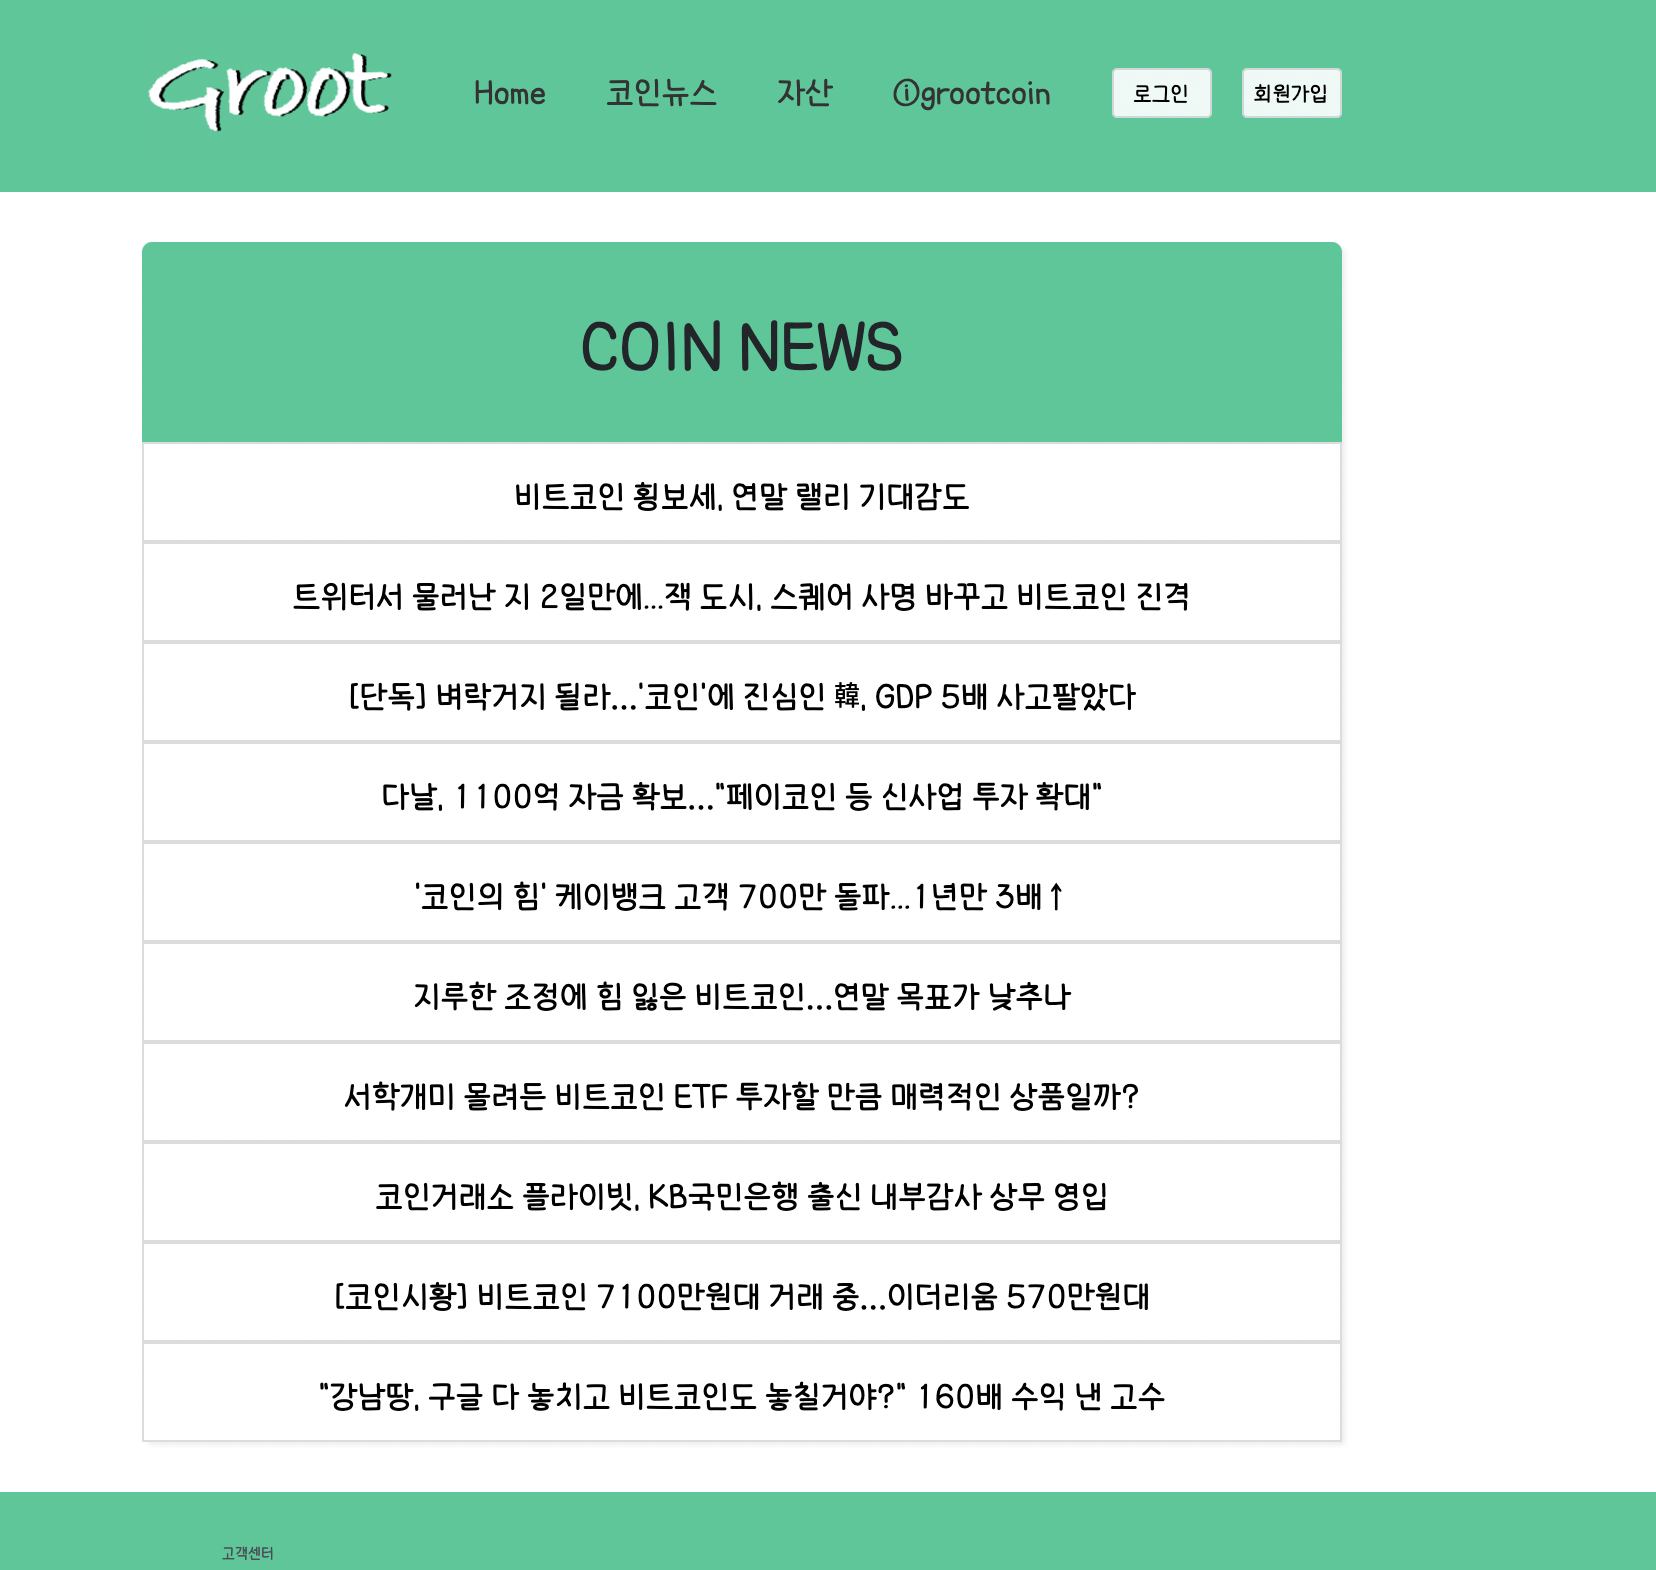 Groot
Home 코인뉴스 자산 ⓘgrootcoin 로그인 회원가입
COIN NEWS
비트코인 횡보세, 연말 랠리 기대감도
트위터서 물러난 지 2일만에...잭 도시, 스퀘어 사명 바꾸고 비트코인 진격
[단독] 벼락거지 될라…'코인'에 진심인 韓, GDP 5배 사고팔았다
다날, 1100억 자금 확보…"페이코인 등 신사업 투자 확대"
'코인의 힘' 케이뱅크 고객 700만 돌파...1년만 3배↑
지루한 조정에 힘 잃은 비트코인…연말 목표가 낮추나
서학개미 몰려든 비트코인 ETF 투자할 만큼 매력적인 상품일까?
코인거래소 플라이빗, KB국민은행 출신 내부감사 상무 영입
[코인시황] 비트코인 7100만원대 거래 중…이더리움 570만원대
"강남땅, 구글 다 놓치고 비트코인도 놓칠거야?" 160배 수익 낸 고수
고객센터